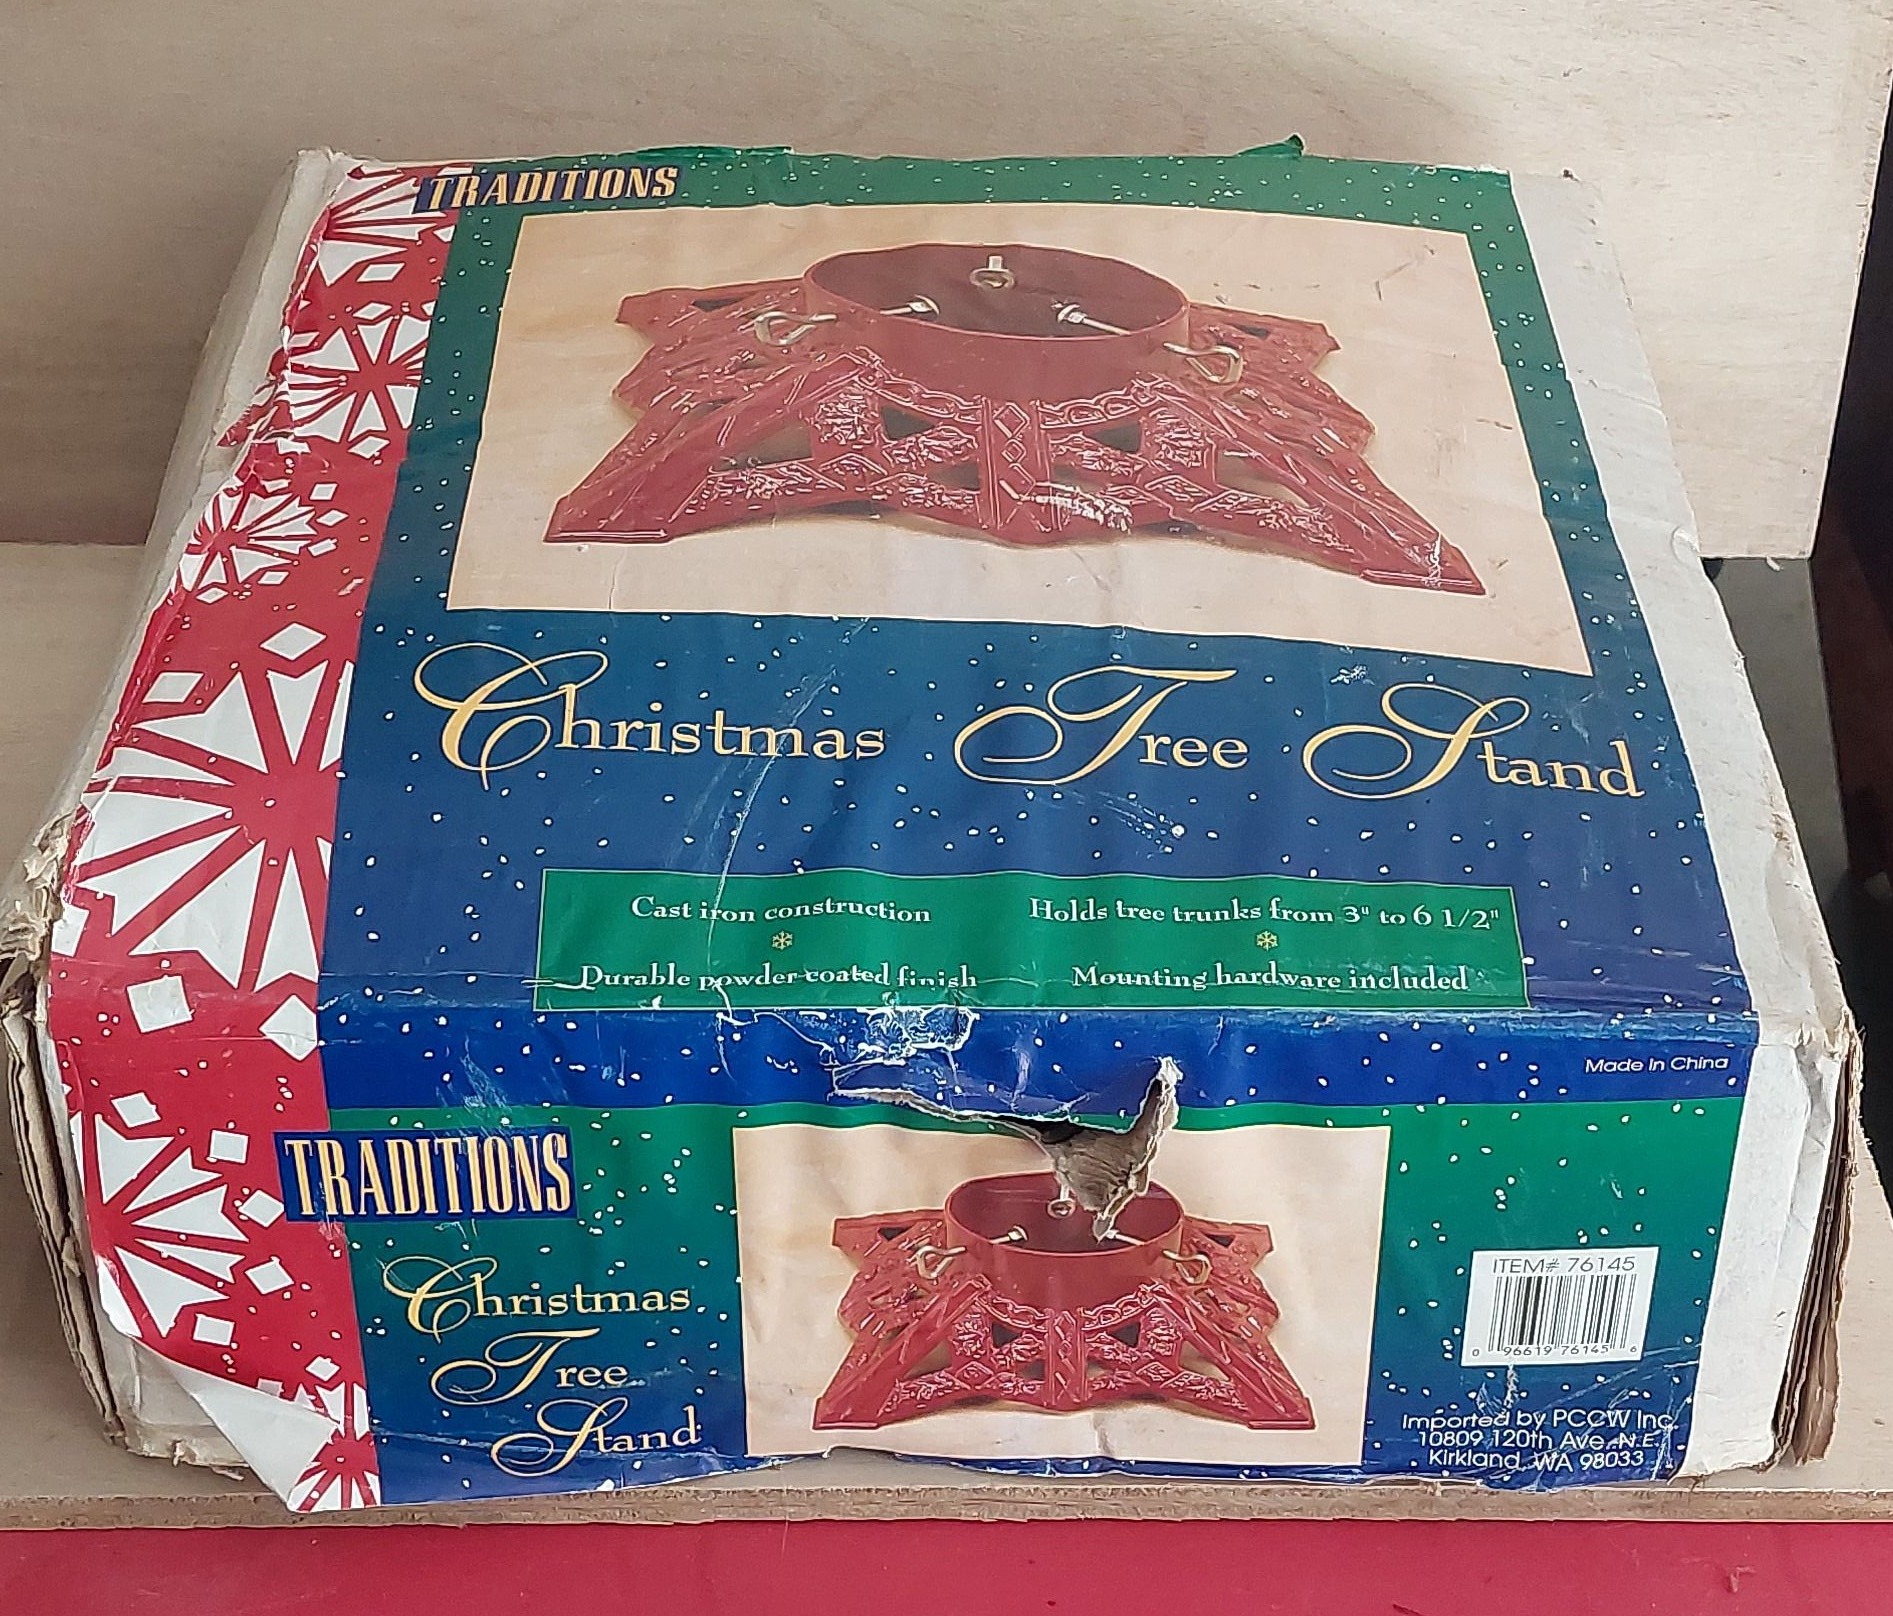 TRADITIONS
Christmas Tree Stand
Cast iron construction
Holds tree trunks from 3" to 6 1/2"
Durable powder-coated finish
Mounting hardware included
Made in China
TRADITIONS
Christmas
Tree
Stand
ITEM# 76145
0 96619 76145 6
Imported by PCCW Inc.
10809 120th Ave. N.E.
Kirkland, WA 98033